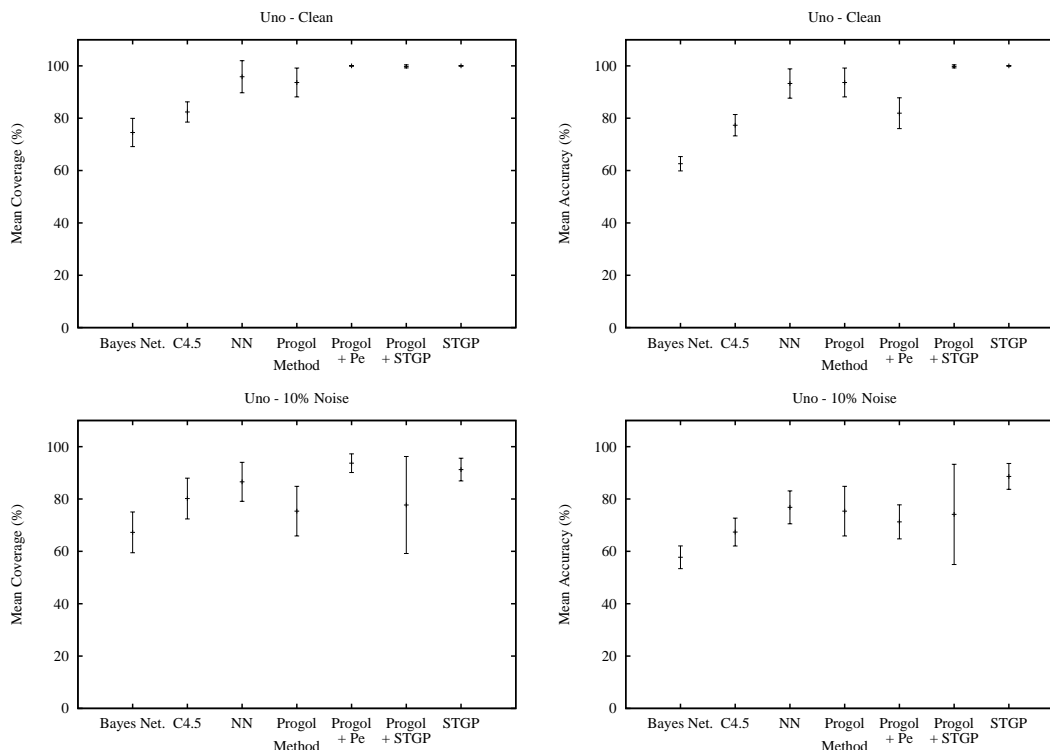 Uno - Clean
Mean Coverage (%)
100
80
60
40
20
0
Bayes Net. C4.5 NN Progol Progol Progol STGP
+ Pe + STGP
Method
Uno - Clean
Mean Accuracy (%)
100
80
60
40
20
0
Bayes Net. C4.5 NN Progol Progol Progol STGP
+ Pe + STGP
Method
Uno - 10% Noise
Mean Coverage (%)
100
80
60
40
20
0
Bayes Net. C4.5 NN Progol Progol Progol STGP
+ Pe + STGP
Method
Uno - 10% Noise
Mean Accuracy (%)
100
80
60
40
20
0
Bayes Net. C4.5 NN Progol Progol Progol STGP
+ Pe + STGP
Method